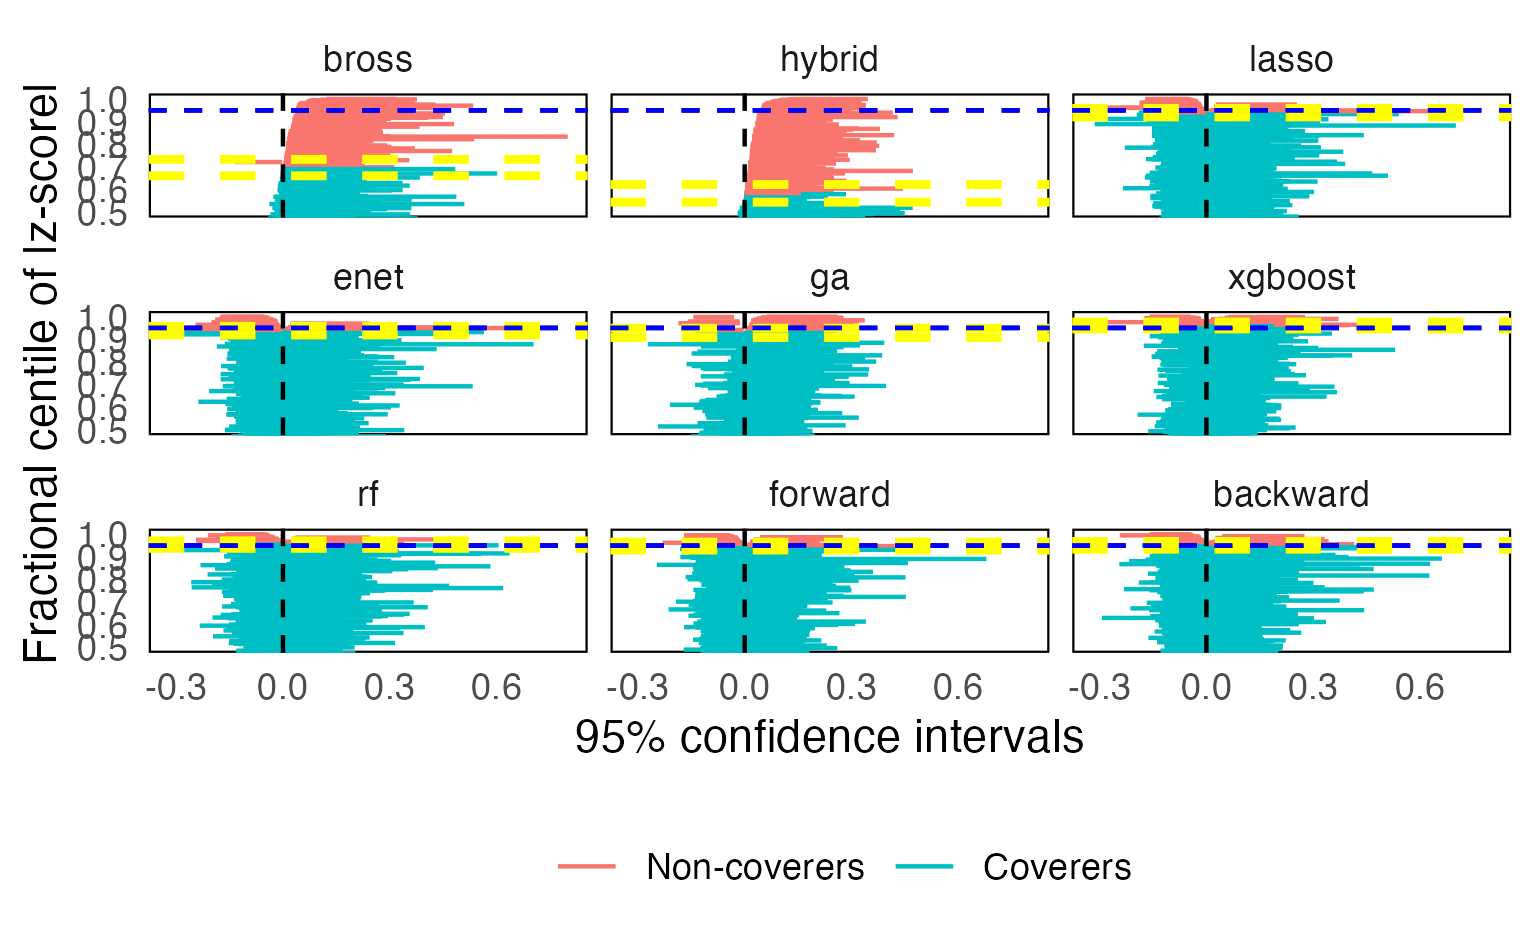 bross hybrid lasso
1.0
0.9
0.8
0.7
0.6
0.5
enet ga xgboost
1.0
0.9
0.8
0.7
0.6
0.5
rf forward backward
1.0
0.9
0.8
0.7
0.6
0.5
Fractional centile of |z-score|
-0.3 0.0 0.3 0.6 -0.3 0.0 0.3 0.6 -0.3 0.0 0.3 0.6
95% confidence intervals
Non-coverers Coverers